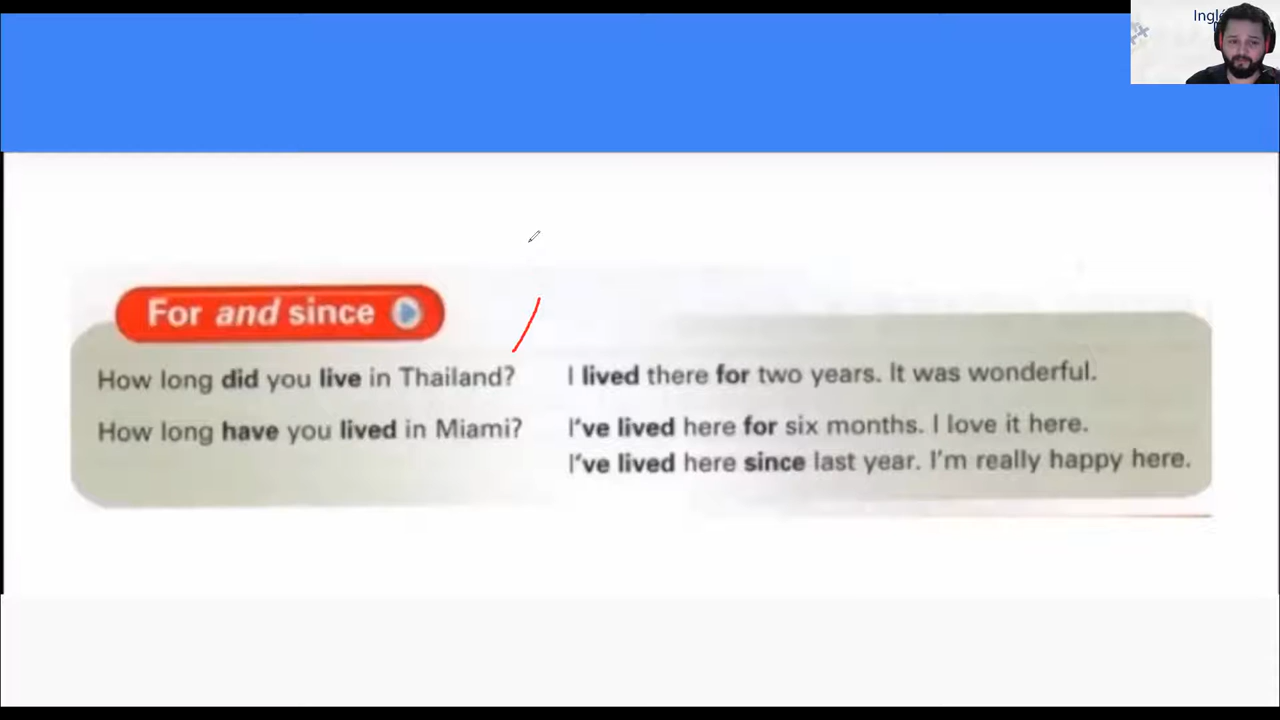 For and since
How long did you live in Thailand? I lived there for two years. It was wonderful.
How long have you lived in Miami? I've lived here for six months. I love it here.
I've lived here since last year. I'm really happy here.